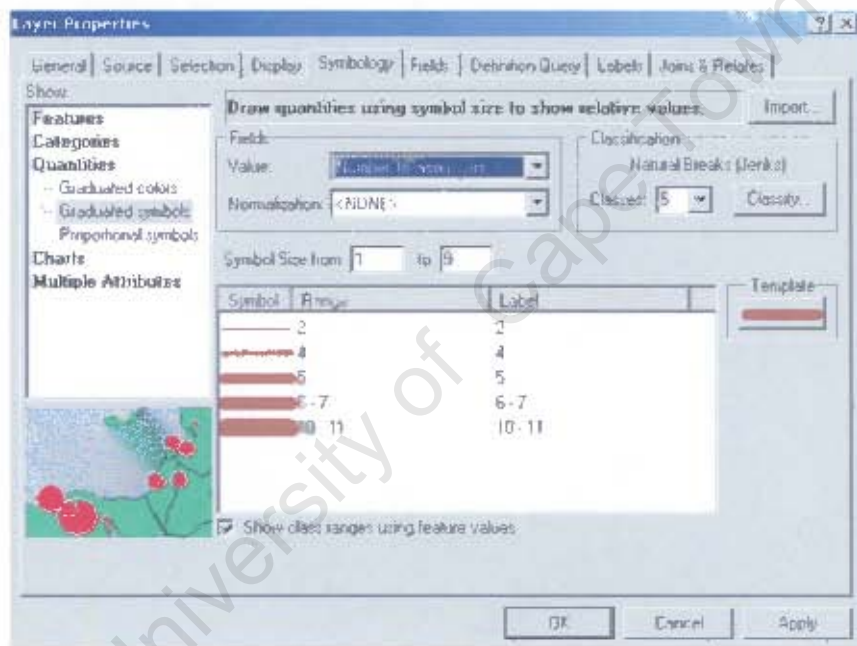 Layer Properties
General Source Selection Display Symbology Fields Definition Query Labels Joins & Relates
Show:
Features
Categories
Quantities
Graduated colors
Graduated symbols
Proportional symbols
Charts
Multiple Attributes
Draw quantities using symbol size to show relative values.
Import...
Fields
Value:
Normalization: <NONE>
Classification
Natural Breaks (Jenks)
Classes: 5
Classify...
Symbol Size from: 1 to 9
Symbol Range Label
2 2
4 4
5 5
6 - 7 6 - 7
10 - 11 10 - 11
Template
Show class ranges using feature values
OK Cancel Apply
University of Cape Town